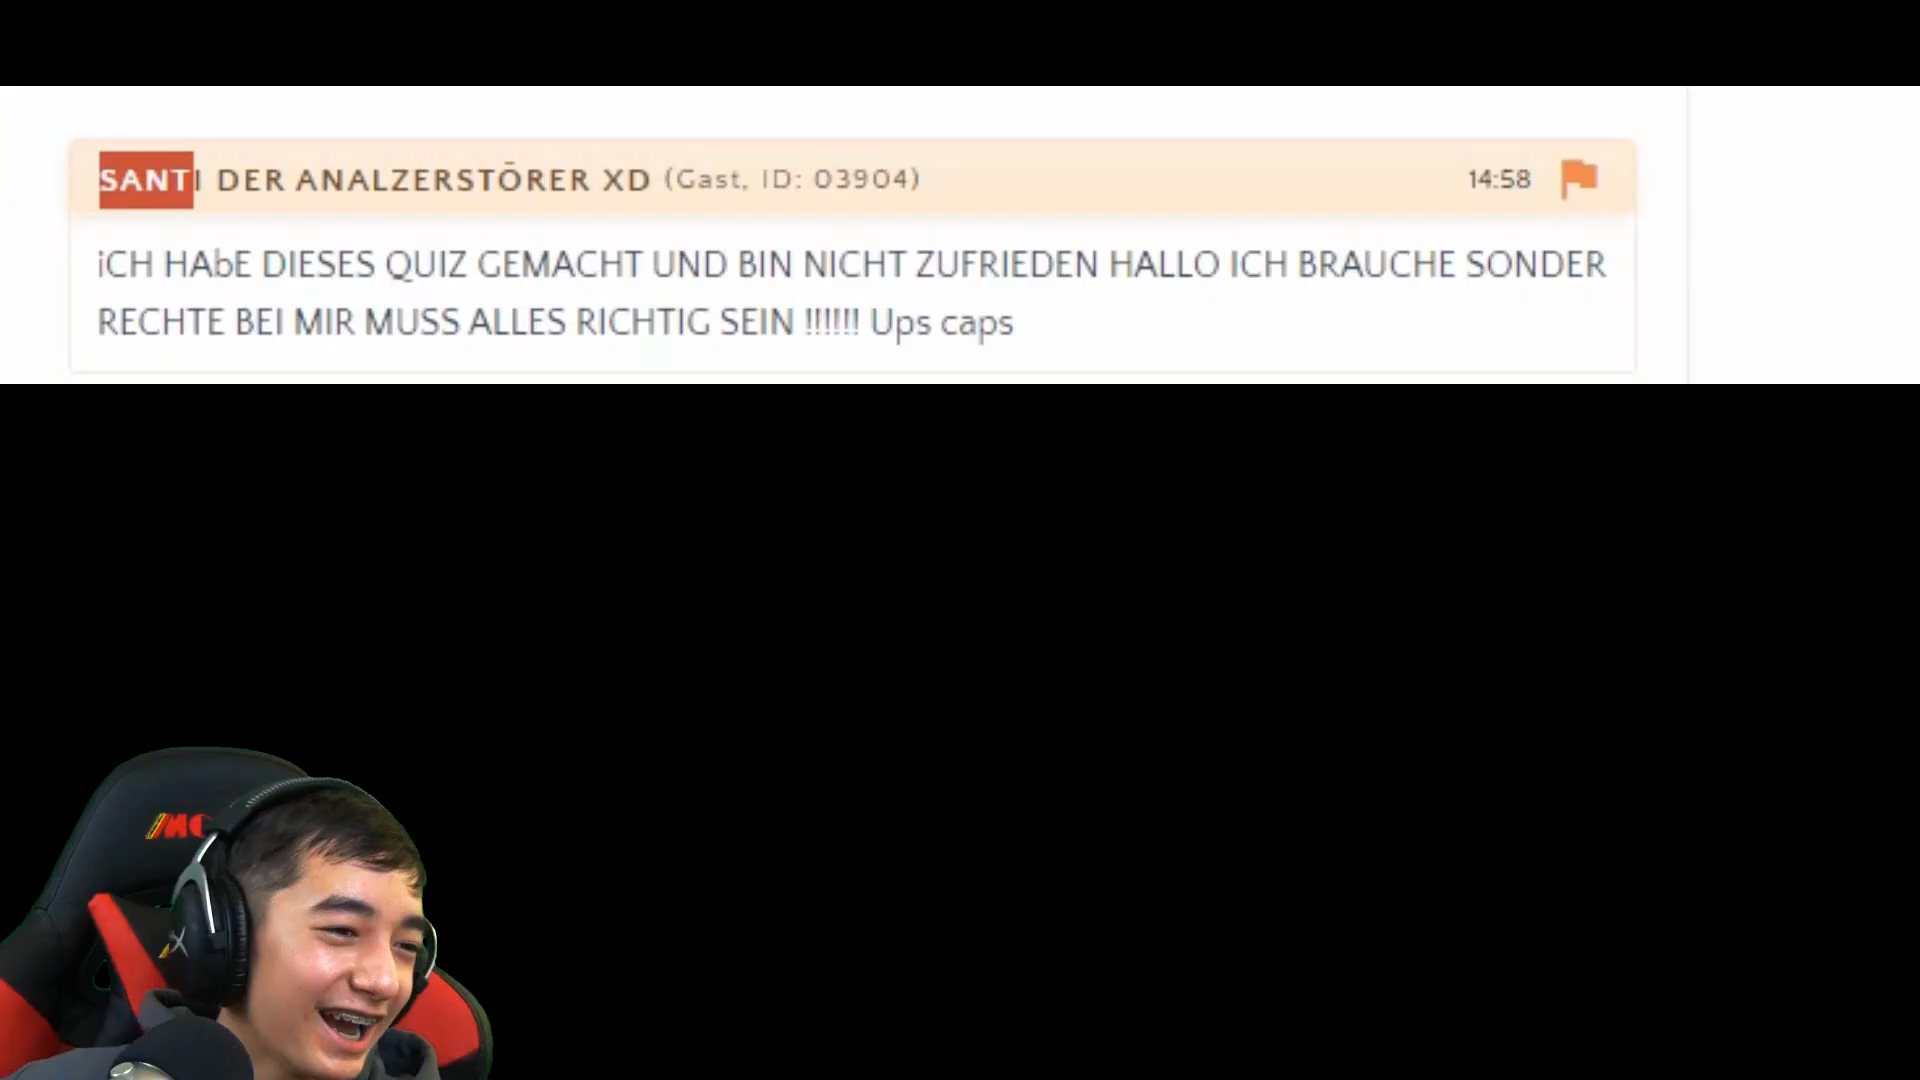 SANTI DER ANALZERSTÖRER XD (Gast, ID: 03904) 14:58
iCH HAbE DIESES QUIZ GEMACHT UND BIN NICHT ZUFRIEDEN HALLO ICH BRAUCHE SONDER
RECHTE BEI MIR MUSS ALLES RICHTIG SEIN !!!!!! Ups caps
MC